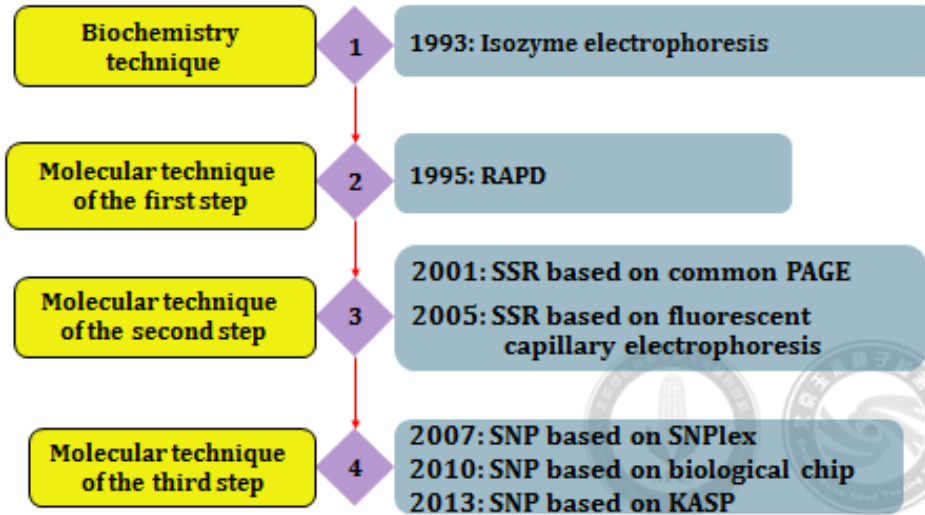 Biochemistry
technique
1
1993: Isozyme electrophoresis
Molecular technique
of the first step
2
1995: RAPD
Molecular technique
of the second step
3
2001: SSR based on common PAGE
2005: SSR based on fluorescent
capillary electrophoresis
Molecular technique
of the third step
4
2007: SNP based on SNPlex
2010: SNP based on biological chip
2013: SNP based on KASP